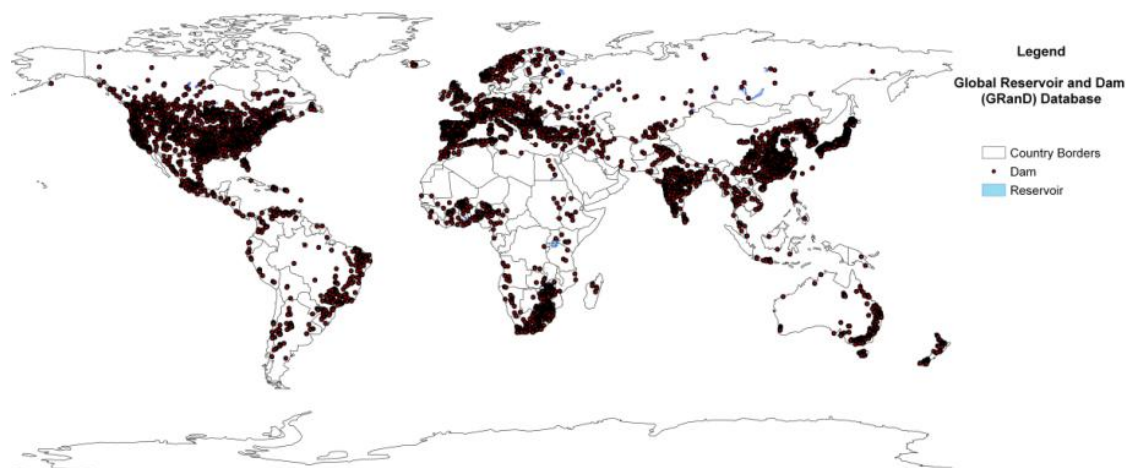 Legend
Global Reservoir and Dam
(GRanD) Database
Country Borders
Dam
Reservoir